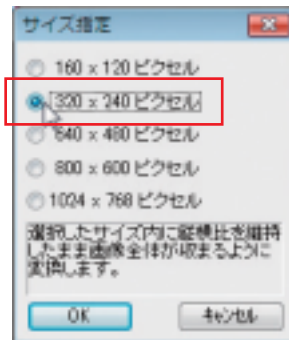 サイズ指定
160 x 120 ピクセル
320 x 240 ピクセル
640 x 480 ピクセル
800 x 600 ピクセル
1024 x 768 ピクセル
選択したサイズ内に縦横比を維持
したまま画像全体が収まるように
変換します。
OK
キャンセル